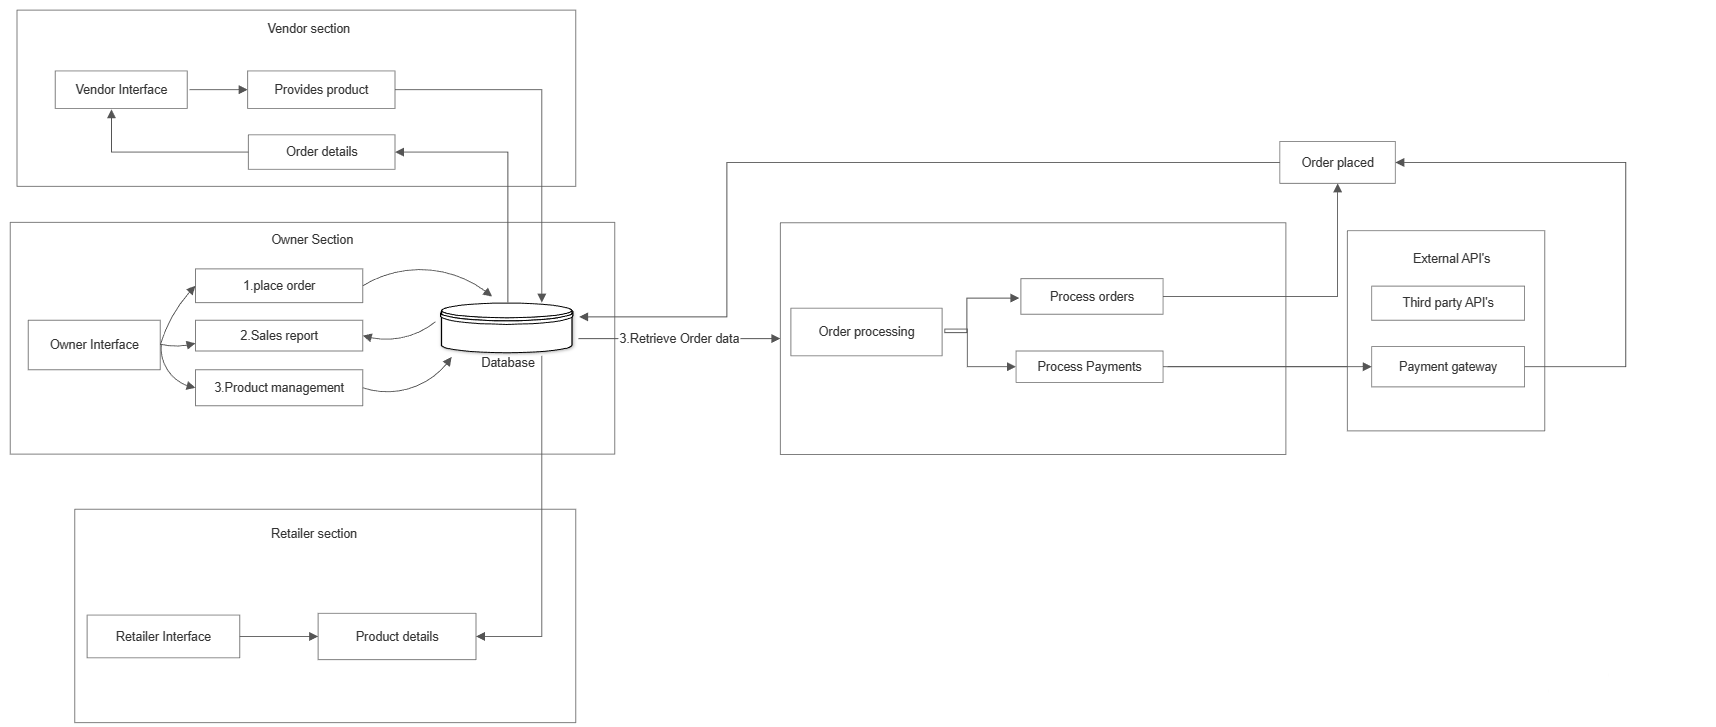 Vendor section
Vendor Interface
Provides product
Order details
Order placed
Owner Section
1.place order
2.Sales report
Owner Interface
3.Product management
Database
3.Retrieve Order data
Order processing
Process orders
Process Payments
External API's
Third party API's
Payment gateway
Retailer section
Retailer Interface
Product details